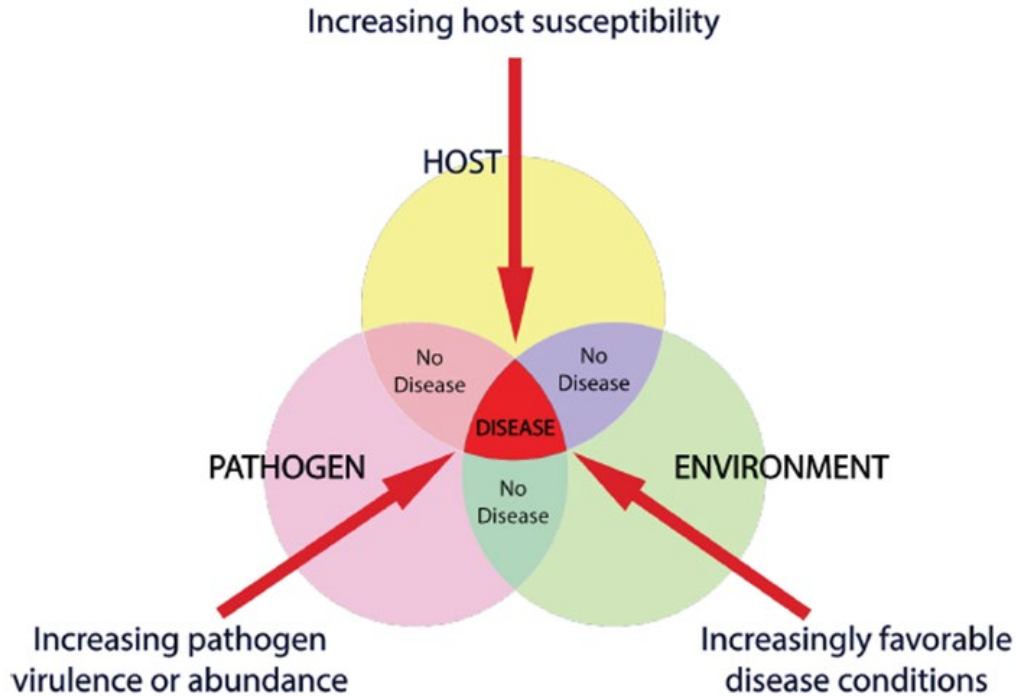 Increasing host susceptibility
HOST
No
Disease
No
Disease
DISEASE
PATHOGEN
ENVIRONMENT
No
Disease
Increasing pathogen
virulence or abundance
Increasingly favorable
disease conditions